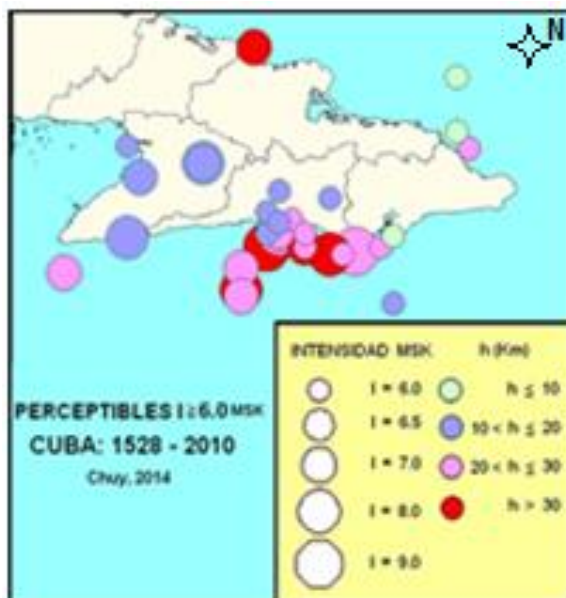 N
PERCEPTIBLES I ≥ 6.0 MSK
CUBA: 1528 - 2010
Chuy, 2014
INTENSIDAD MSK h (Km)
I = 6.0 h ≤ 10
I = 6.5 10 < h ≤ 20
I = 7.0 20 < h ≤ 30
I = 8.0 h > 30
I = 9.0